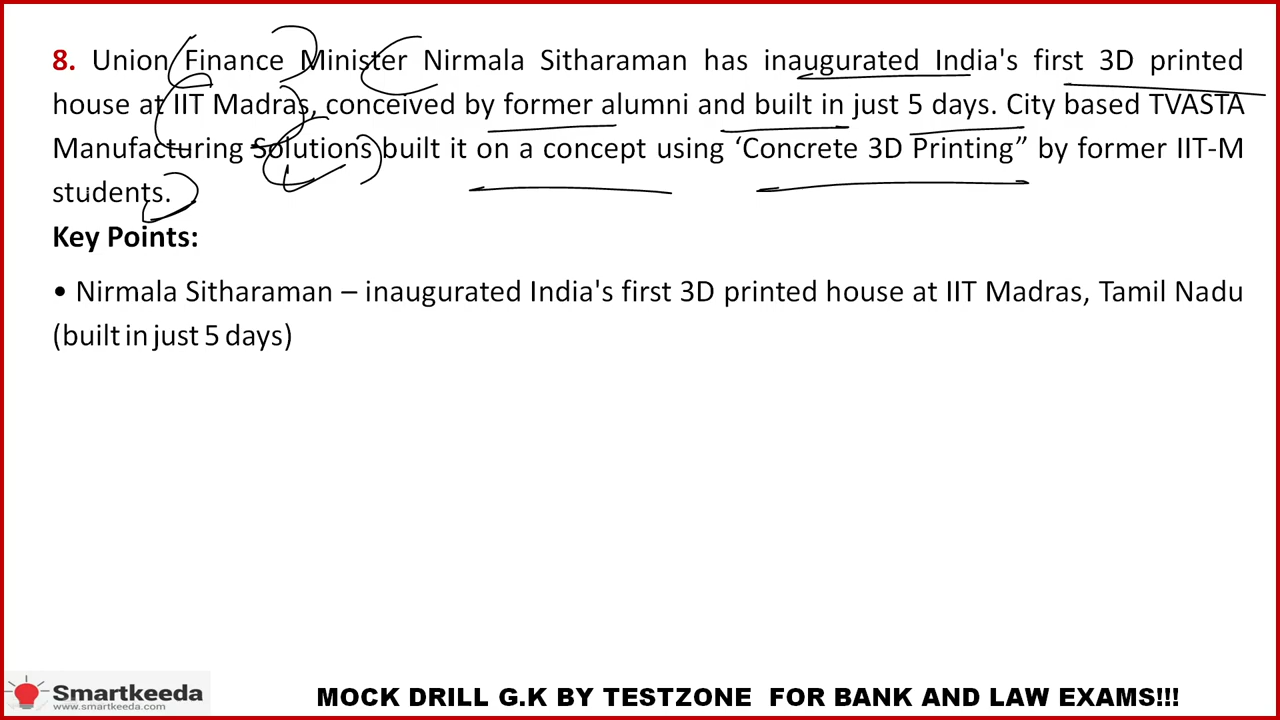 8. Union Finance Minister Nirmala Sitharaman has inaugurated India's first 3D printed
house at IIT Madras, conceived by former alumni and built in just 5 days. City based TVASTA
Manufacturing Solutions built it on a concept using ‘Concrete 3D Printing” by former IIT-M
students.
Key Points:
• Nirmala Sitharaman – inaugurated India's first 3D printed house at IIT Madras, Tamil Nadu
(built in just 5 days)
Smartkeeda
www.smartkeeda.com
MOCK DRILL G.K BY TESTZONE FOR BANK AND LAW EXAMS!!!